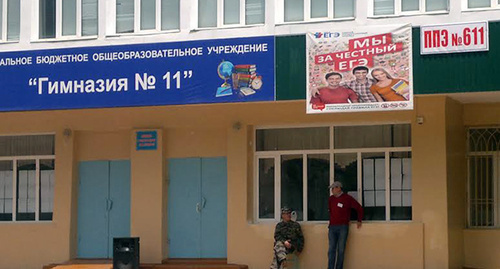 АЛЬНОЕ БЮДЖЕТНОЕ ОБЩЕОБРАЗОВАТЕЛЬНОЕ УЧРЕЖДЕНИЕ
"Гимназия № 11"
ЕГЭ
МЫ
ЗА ЧЕСТНЫЙ
ЕГЭ
ППЭ №611